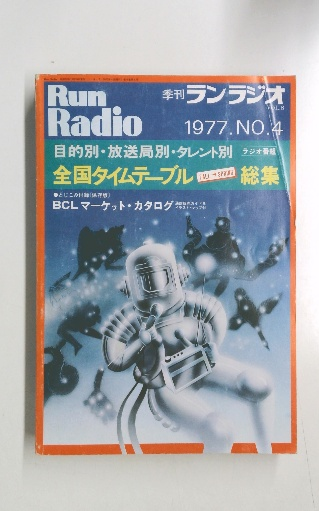 Run Radio
季刊 ランラジオ
1977.NO.4
目的別・放送局別・タレント別 ラジオ番組
全国タイムテーブル 総集
BCLマーケット・カタログ